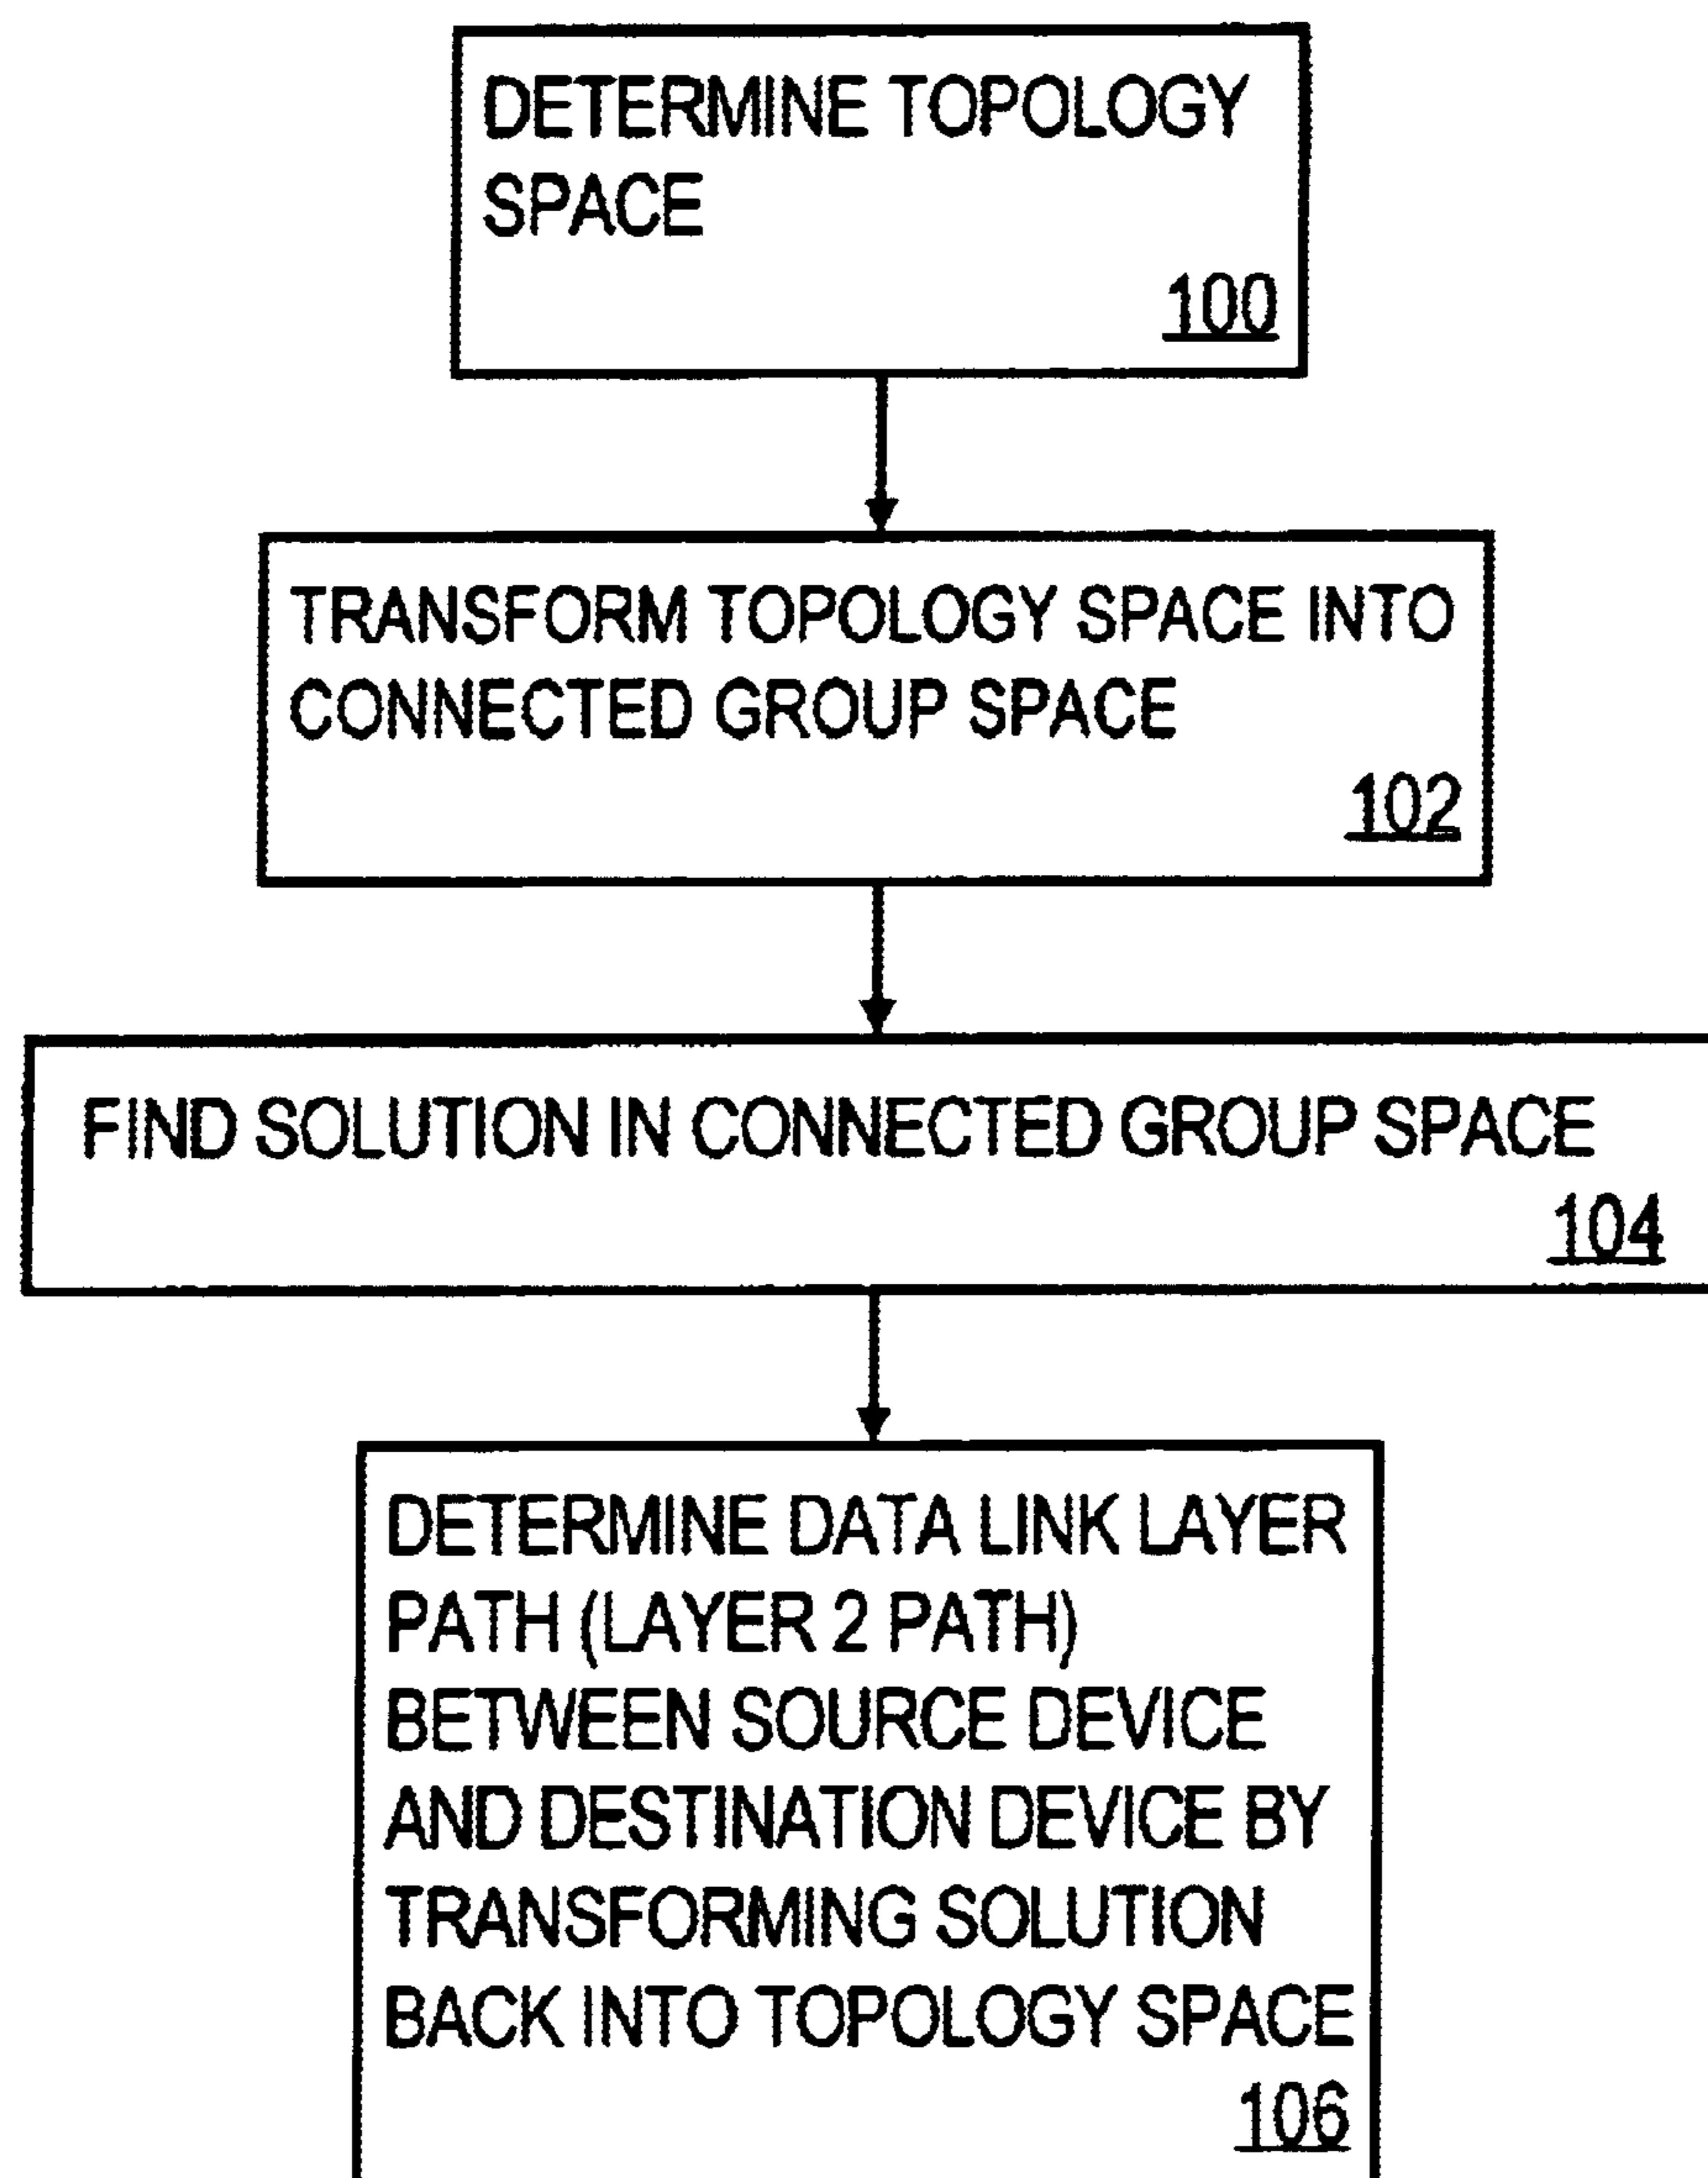 DETERMINE TOPOLOGY
SPACE
100
TRANSFORM TOPOLOGY SPACE INTO
CONNECTED GROUP SPACE
102
FIND SOLUTION IN CONNECTED GROUP SPACE
104
DETERMINE DATA LINK LAYER
PATH (LAYER 2 PATH)
BETWEEN SOURCE DEVICE
AND DESTINATION DEVICE BY
TRANSFORMING SOLUTION
BACK INTO TOPOLOGY SPACE
106